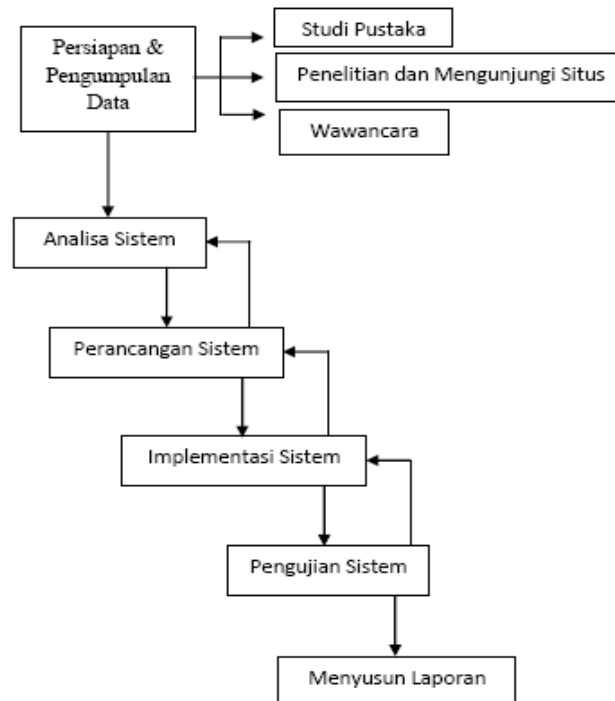 Persiapan &
Pengumpulan
Data
Studi Pustaka
Penelitian dan Mengunjungi Situs
Wawancara
Analisa Sistem
Perancangan Sistem
Implementasi Sistem
Pengujian Sistem
Menyusun Laporan